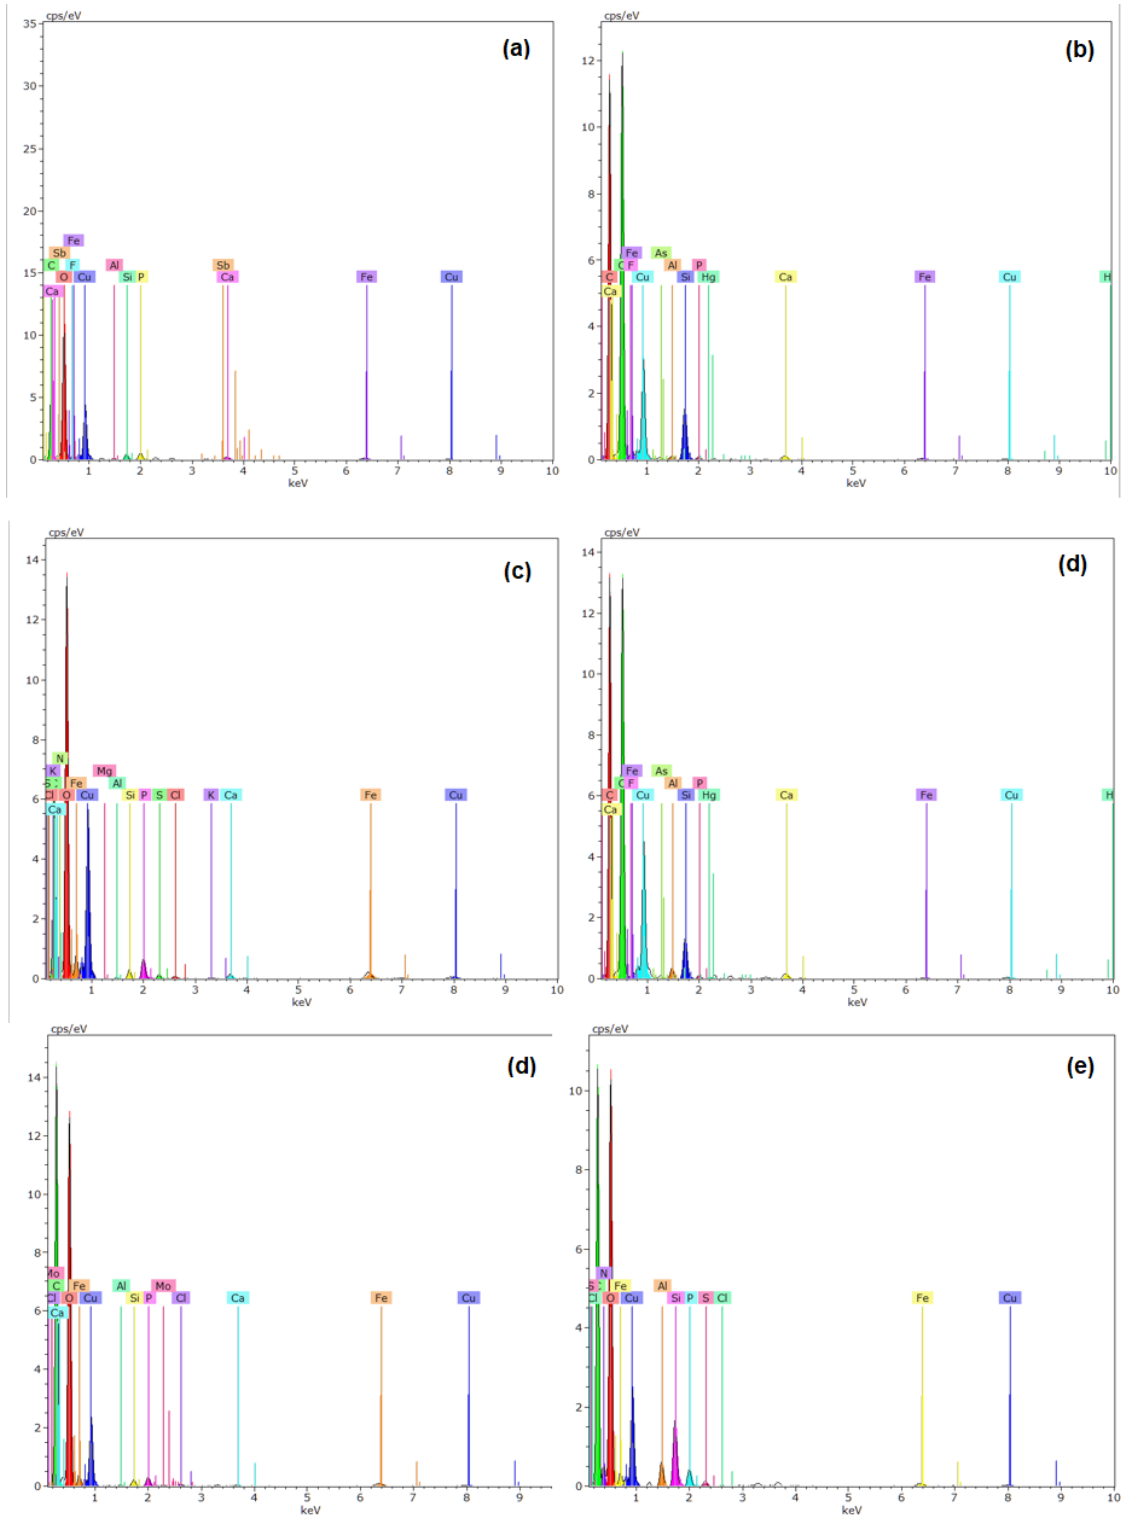 cps/eV
(a)
35
30
25
20
15
10
5
0
Fe
Sb
C
F
O
Cu
Ca
Al
Si
P
Sb
Ca
Fe
Cu
1 2 3 4 5 6 7 8 9 10
keV
cps/eV
(b)
12
10
8
6
4
2
0
Fe
As
C
F
Al
P
C
Cu
Si
Hg
Ca
Ca
Fe
Cu
H
1 2 3 4 5 6 7 8 9 10
keV
cps/eV
(c)
14
12
10
8
6
4
2
0
N
K
Mg
S
Fe
Al
Cl
O
Cu
Si
P
S
Cl
K
Ca
Fe
Cu
Ca
1 2 3 4 5 6 7 8 9 10
keV
cps/eV
(d)
14
12
10
8
6
4
2
0
Fe
As
C
F
Al
P
C
Cu
Si
Hg
Ca
Ca
Fe
Cu
H
1 2 3 4 5 6 7 8 9 10
keV
cps/eV
(d)
14
12
10
8
6
4
2
0
Mo
C
Fe
Al
Mo
Cl
O
Cu
Si
P
Cl
Ca
Fe
Cu
Ca
1 2 3 4 5 6 7 8 9
keV
cps/eV
(e)
10
8
6
4
2
0
N
S
C
Fe
Al
Cl
O
Cu
Si
P
S
Cl
Fe
Cu
1 2 3 4 5 6 7 8 9 10
keV